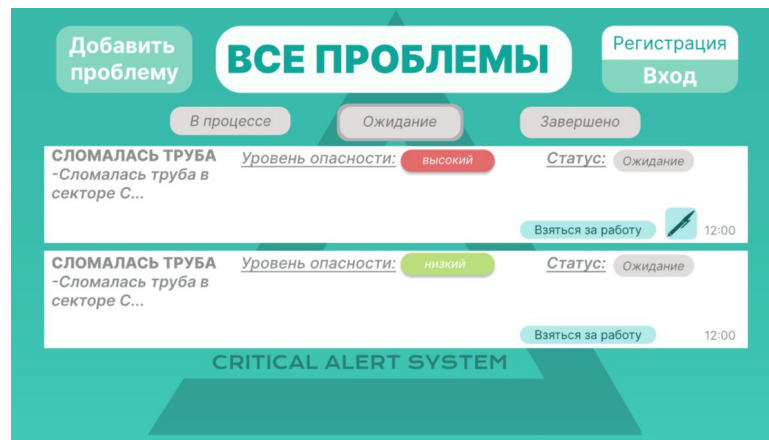 Добавить
проблему
ВСЕ ПРОБЛЕМЫ
Регистрация
Вход
В процессе
Ожидание
Завершено
СЛОМАЛАСЬ ТРУБА
-Сломалась труба в
секторе С...
Уровень опасности: высокий
Статус: Ожидание
Взяться за работу
12:00
СЛОМАЛАСЬ ТРУБА
-Сломалась труба в
секторе С...
Уровень опасности: низкий
Статус: Ожидание
Взяться за работу
12:00
CRITICAL ALERT SYSTEM